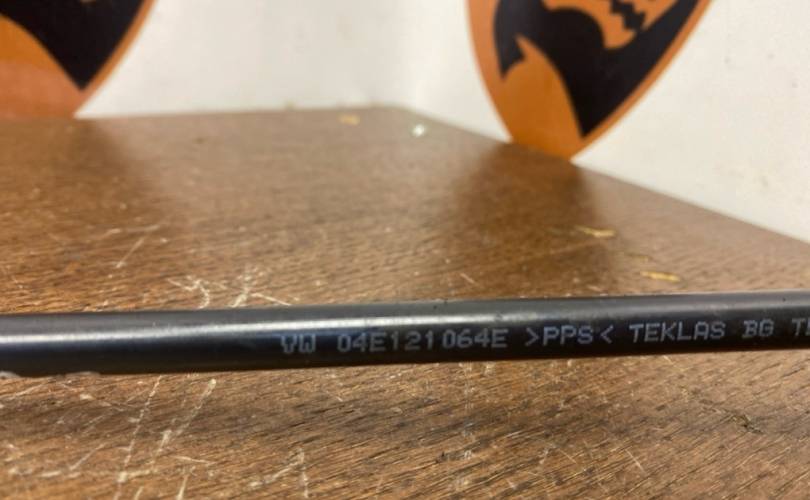 VW 04E121064E >PPS< TEKLAS BG